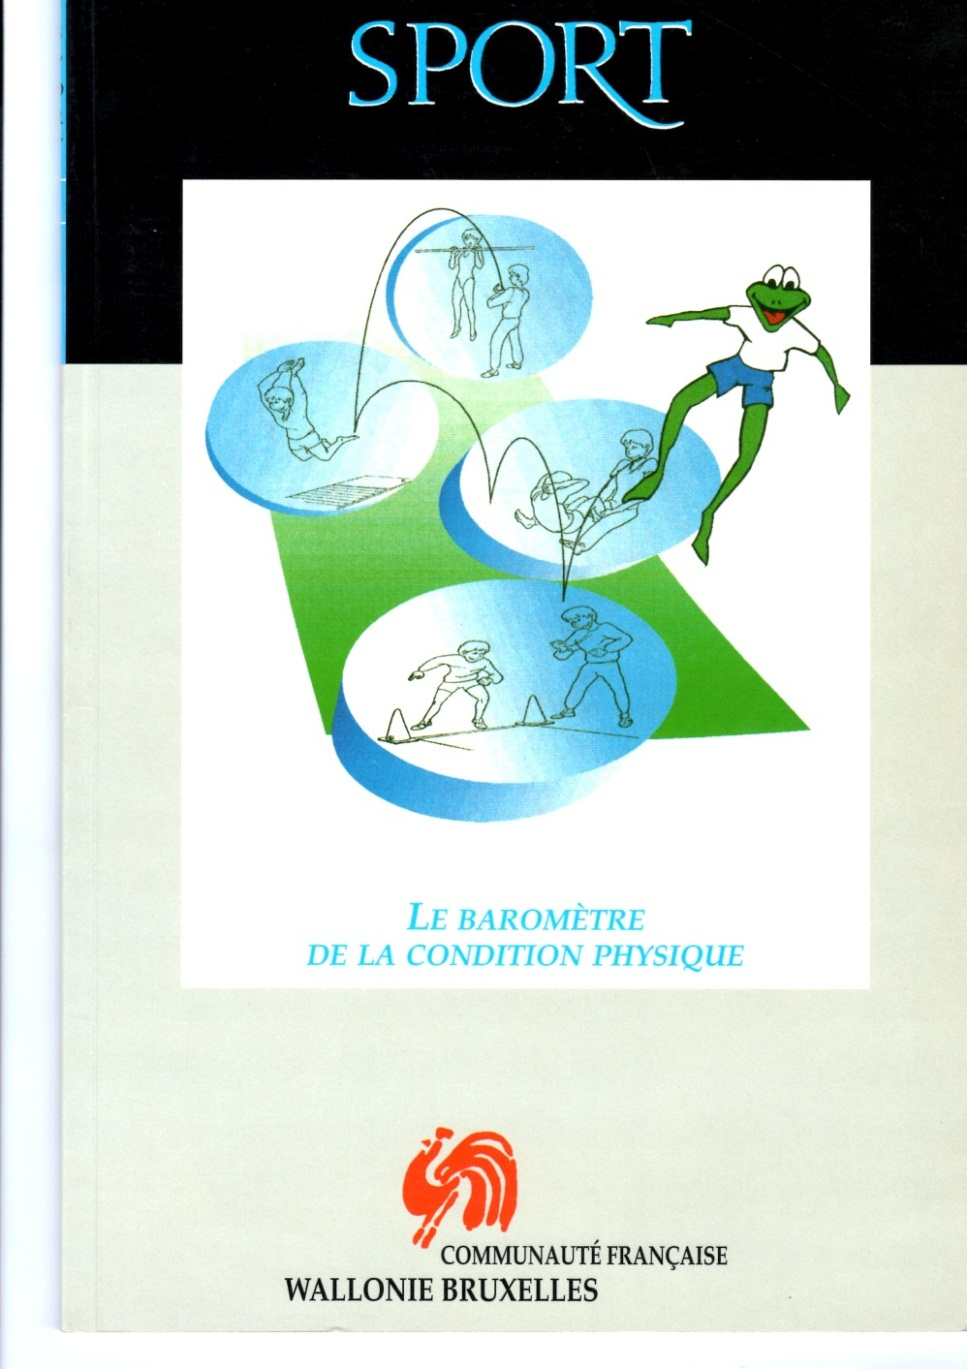 SPORT
LE BAROMÈTRE
DE LA CONDITION PHYSIQUE
COMMUNAUTÉ FRANÇAISE
WALLONIE BRUXELLES